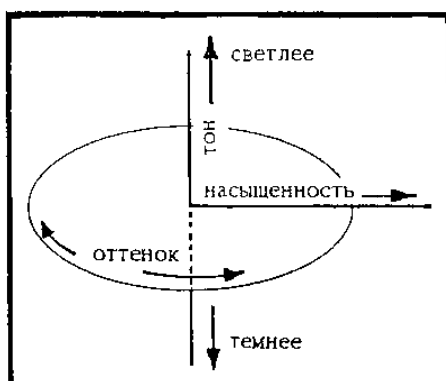 светлее
тон
насыщенность
оттенок
темнее